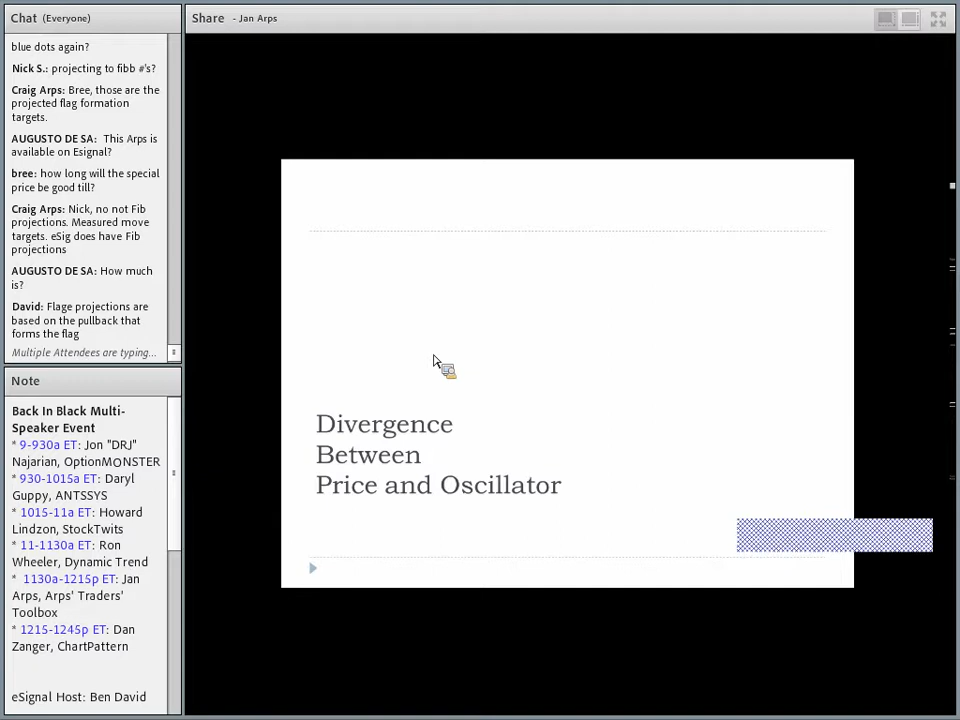 Chat (Everyone)
blue dots again?
Nick S.: projecting to fibb #'s?
Craig Arps: Bree, those are the
projected flag formation
targets.
AUGUSTO DE SA: This Arps is
available on Esignal?
bree: how long will the special
price be good till?
Craig Arps: Nick, no not Fib
projections. Measured move
targets. eSig does have Fib
projections
AUGUSTO DE SA: How much
is?
David: Flage projections are
based on the pullback that
forms the flag
Multiple Attendees are typing...
Note
Back In Black Multi-
Speaker Event
* 9-930a ET: Jon "DRJ"
Najarian, OptionMONSTER
* 930-1015a ET: Daryl
Guppy, ANTSSYS
* 1015-11a ET: Howard
Lindzon, StockTwits
* 11-1130a ET: Ron
Wheeler, Dynamic Trend
* 1130a-1215p ET: Jan
Arps, Arps' Traders'
Toolbox
* 1215-1245p ET: Dan
Zanger, ChartPattern
eSignal Host: Ben David
Share - Jan Arps
Divergence
Between
Price and Oscillator